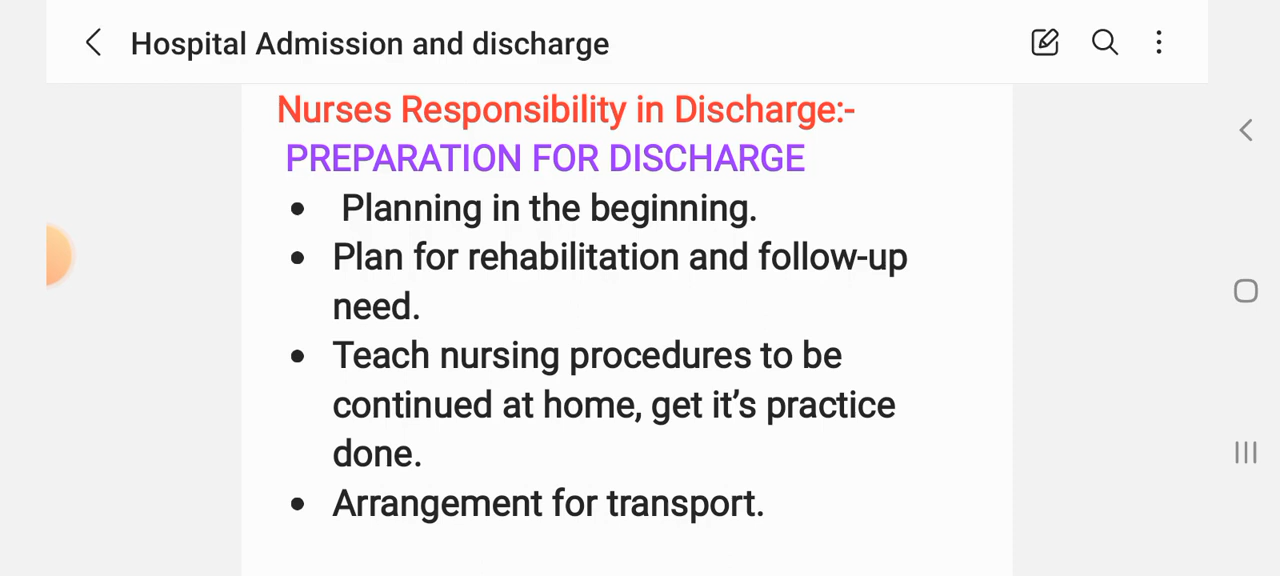 Hospital Admission and discharge
Nurses Responsibility in Discharge:-
PREPARATION FOR DISCHARGE
• Planning in the beginning.
• Plan for rehabilitation and follow-up
need.
• Teach nursing procedures to be
continued at home, get it’s practice
done.
• Arrangement for transport.